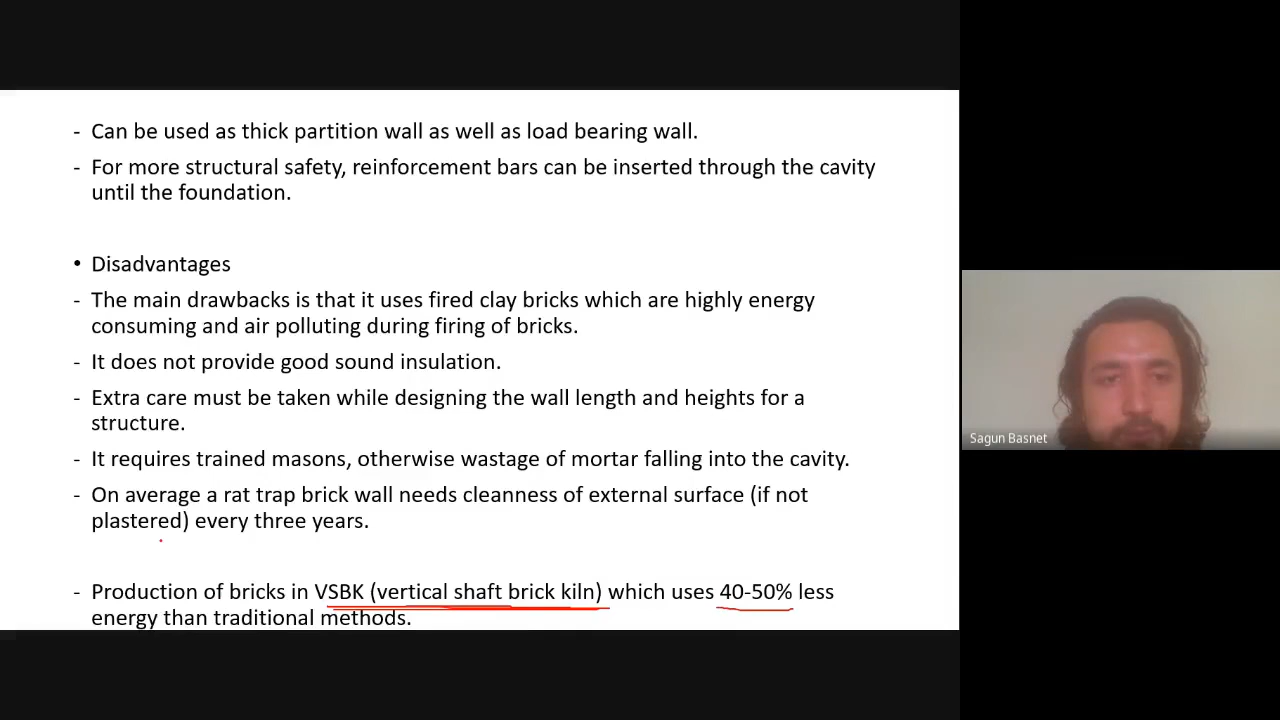 - Can be used as thick partition wall as well as load bearing wall.
- For more structural safety, reinforcement bars can be inserted through the cavity
until the foundation.
• Disadvantages
- The main drawbacks is that it uses fired clay bricks which are highly energy
consuming and air polluting during firing of bricks.
- It does not provide good sound insulation.
- Extra care must be taken while designing the wall length and heights for a
structure.
- It requires trained masons, otherwise wastage of mortar falling into the cavity.
- On average a rat trap brick wall needs cleanness of external surface (if not
plastered) every three years.
- Production of bricks in VSBK (vertical shaft brick kiln) which uses 40-50% less
energy than traditional methods.
Sagun Basnet